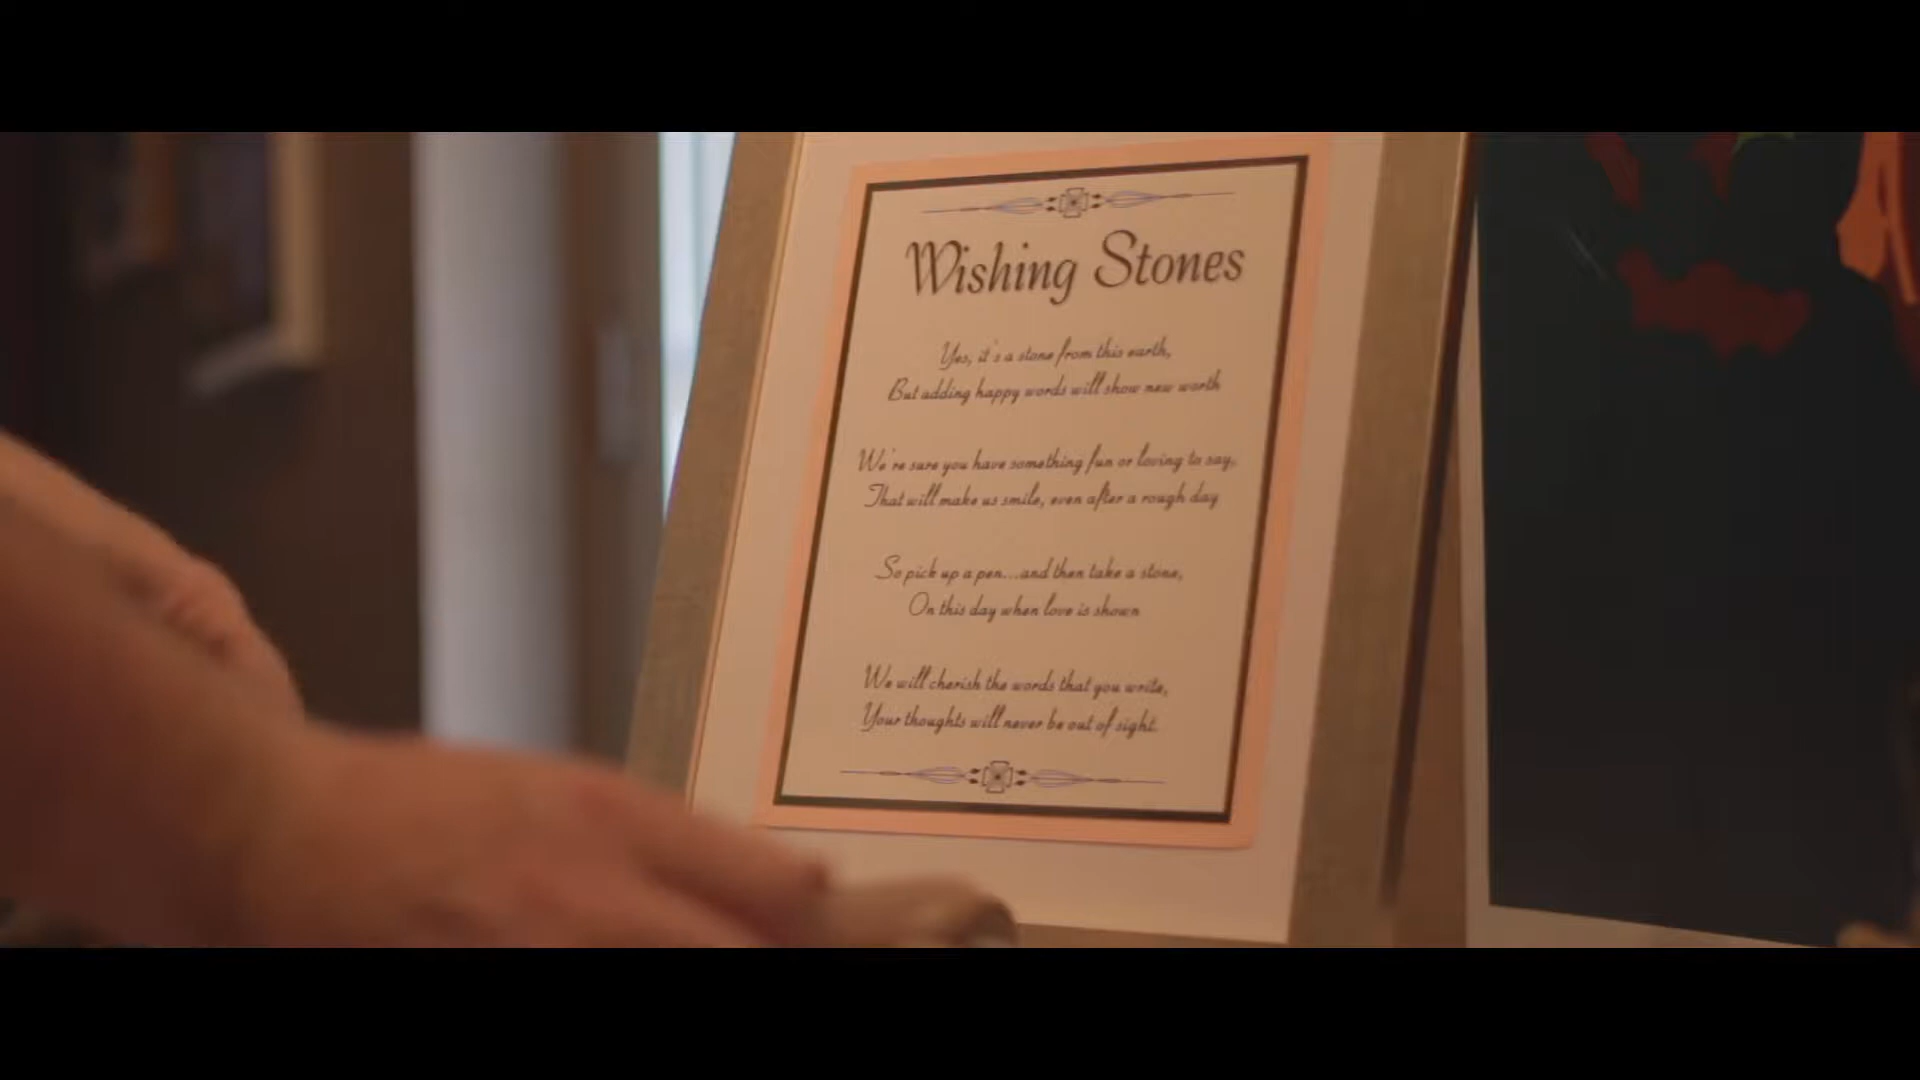 Wishing Stones
Yes, it's a stone from this earth,
But adding happy words will show new worth
We're sure you have something fun or loving to say,
That will make us smile, even after a rough day
So pick up a pen...and then take a stone,
On this day when love is shown
We will cherish the words that you write,
Your thoughts will never be out of sight.